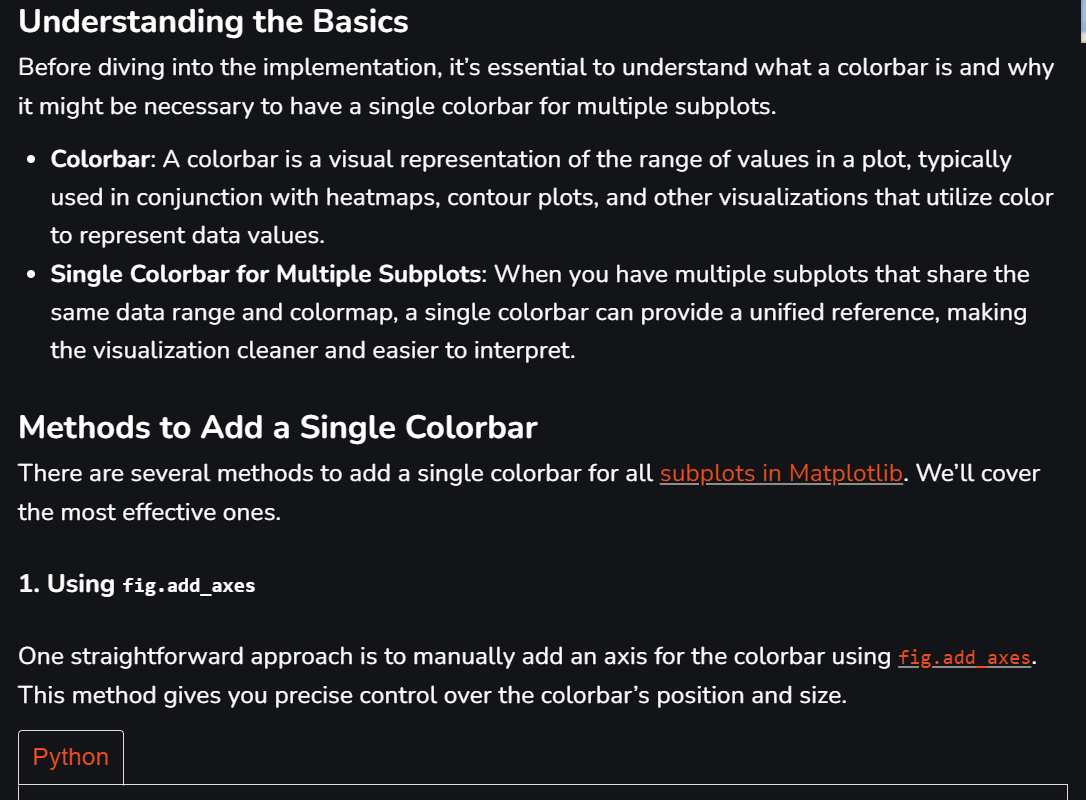 Understanding the Basics
Before diving into the implementation, it’s essential to understand what a colorbar is and why
it might be necessary to have a single colorbar for multiple subplots.
• Colorbar: A colorbar is a visual representation of the range of values in a plot, typically
used in conjunction with heatmaps, contour plots, and other visualizations that utilize color
to represent data values.
• Single Colorbar for Multiple Subplots: When you have multiple subplots that share the
same data range and colormap, a single colorbar can provide a unified reference, making
the visualization cleaner and easier to interpret.
Methods to Add a Single Colorbar
There are several methods to add a single colorbar for all subplots in Matplotlib. We’ll cover
the most effective ones.
1. Using fig.add_axes
One straightforward approach is to manually add an axis for the colorbar using fig.add_axes.
This method gives you precise control over the colorbar’s position and size.
Python